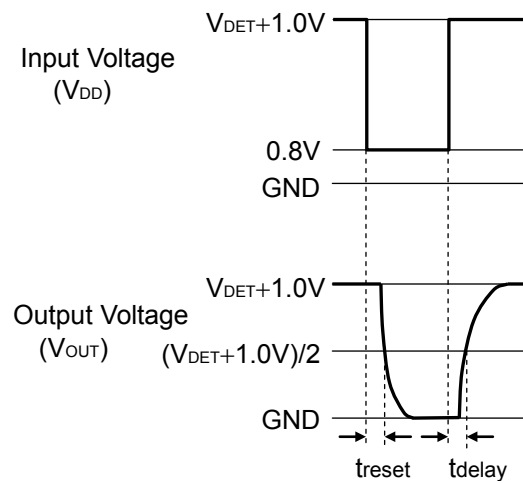 VDET+1.0V
Input Voltage
(VDD)
0.8V
GND
VDET+1.0V
Output Voltage
(VOUT)
(VDET+1.0V)/2
GND
treset
tdelay